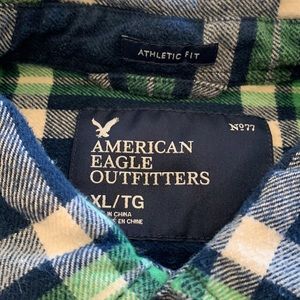 ATHLETIC FIT
Nº77
AMERICAN
EAGLE
OUTFITTERS
XL/TG
IN CHINA
EN CHINE